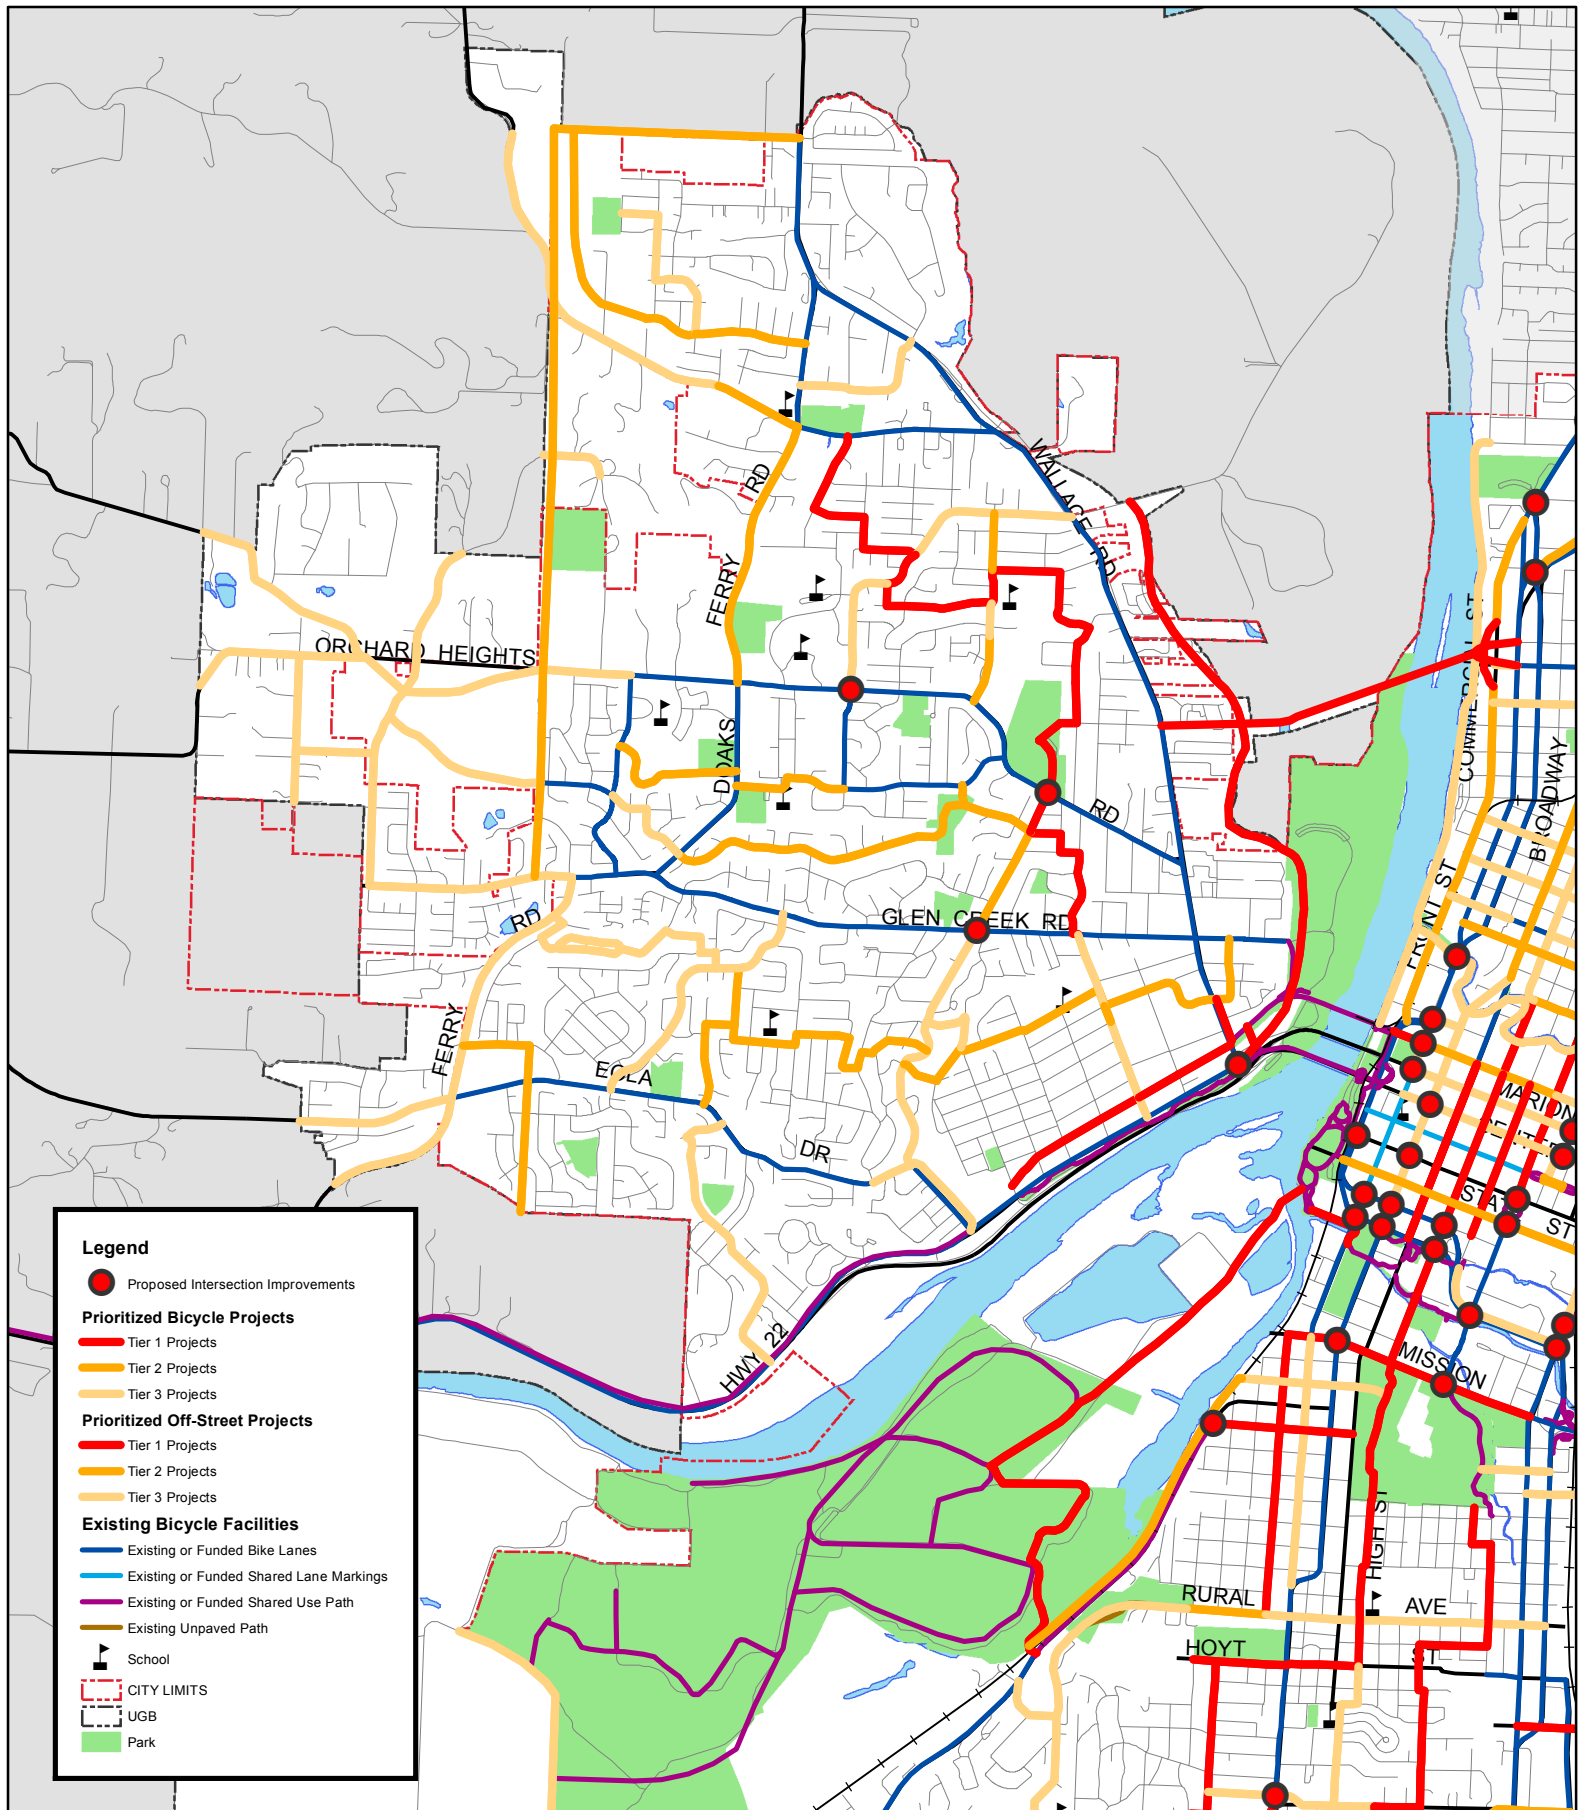 WALLACE RD
RD
FERRY
ORCHARD HEIGHTS
DOAKS
RD
COMMERCIAL ST
BROADWAY
FRONT ST
GLEN CREEK RD
RD
FERRY
EOLA
DR
MARION
CENTER
STATE
ST
HWY 22
MISSION
HIGH ST
RURAL
AVE
HOYT
ST
Legend
Proposed Intersection Improvements
Prioritized Bicycle Projects
Tier 1 Projects
Tier 2 Projects
Tier 3 Projects
Prioritized Off-Street Projects
Tier 1 Projects
Tier 2 Projects
Tier 3 Projects
Existing Bicycle Facilities
Existing or Funded Bike Lanes
Existing or Funded Shared Lane Markings
Existing or Funded Shared Use Path
Existing Unpaved Path
School
CITY LIMITS
UGB
Park